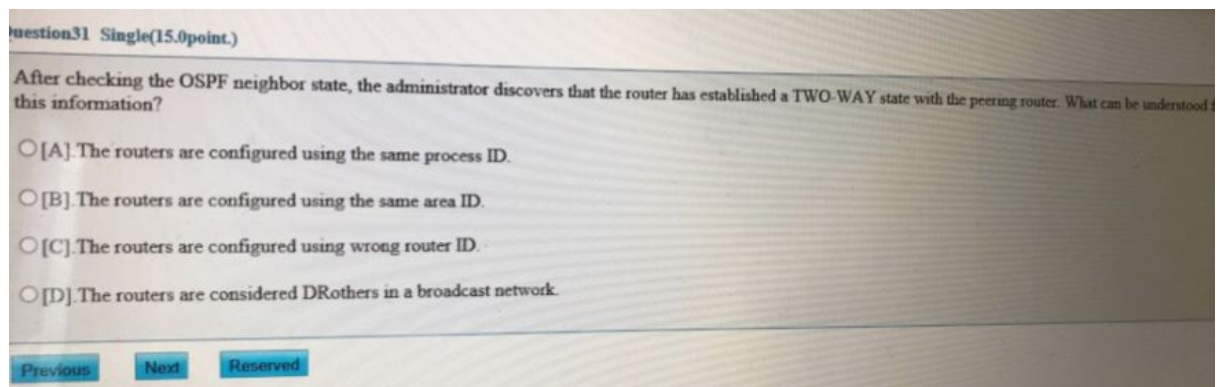 uestion31 Single(15.0point.)
After checking the OSPF neighbor state, the administrator discovers that the router has established a TWO-WAY state with the peering router. What can be understood
this information?
[A].The routers are configured using the same process ID.
[B].The routers are configured using the same area ID.
[C].The routers are configured using wrong router ID.
[D].The routers are considered DRothers in a broadcast network.
Previous Next Reserved